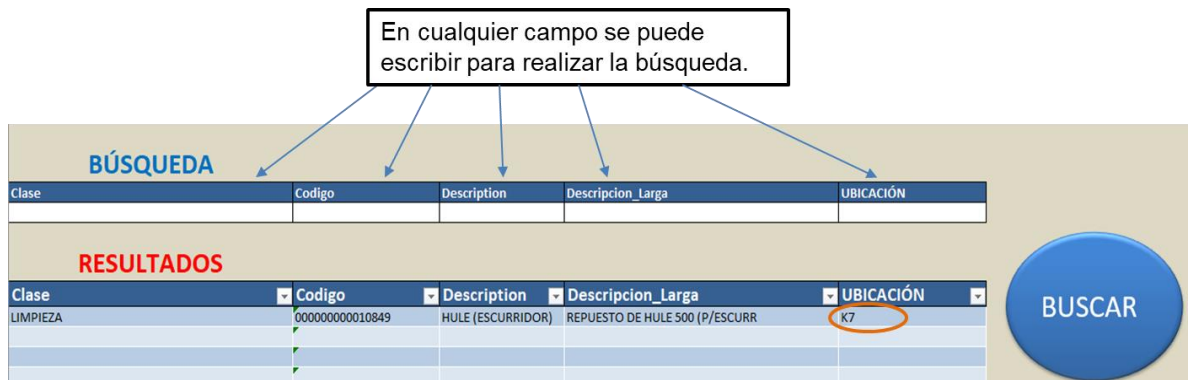 En cualquier campo se puede
escribir para realizar la búsqueda.
BÚSQUEDA
Clase Codigo Description Descripcion_Larga UBICACIÓN
RESULTADOS
Clase Codigo Description Descripcion_Larga UBICACIÓN
LIMPIEZA 000000000010849 HULE (ESCURRIDOR) REPUESTO DE HULE 500 (P/ESCURR K7
BUSCAR